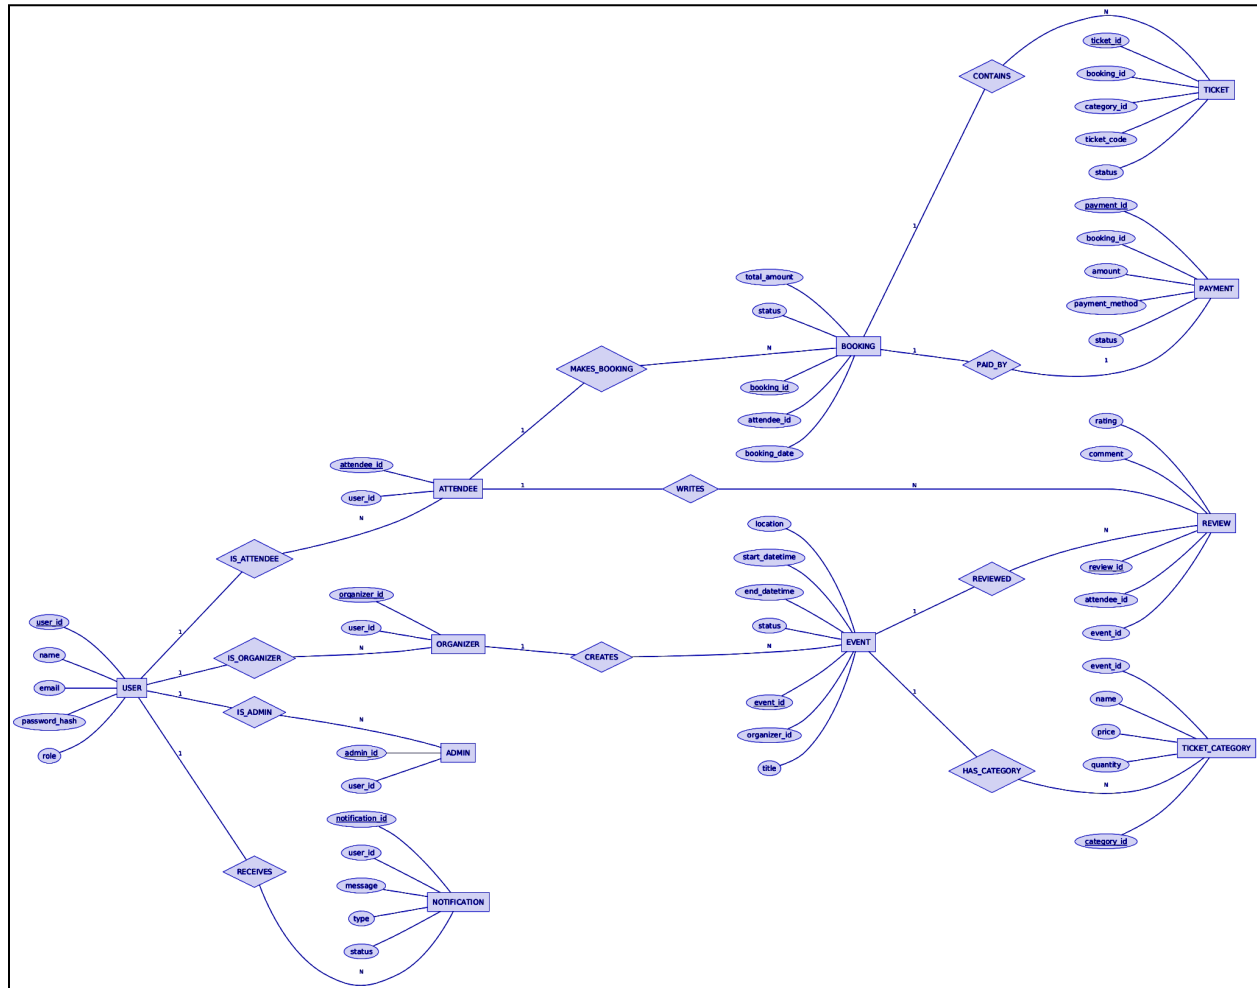 N
ticket_id
CONTAINS
booking_id
TICKET
category_id
ticket_code
status
payment_id
1
booking_id
amount
total_amount
PAYMENT
payment_method
status
status
BOOKING
N
1
1
MAKES_BOOKING
PAID_BY
booking_id
attendee_id
rating
1
booking_date
comment
attendee_id
ATTENDEE
1
WRITES
N
user_id
N
location
REVIEW
N
IS_ATTENDEE
start_datetime
review_id
REVIEWED
end_datetime
organizer_id
attendee_id
1
user_id
status
user_id
1
event_id
EVENT
ORGANIZER
1
N
name
IS_ORGANIZER
N
CREATES
event_id
1
USER
email
1
event_id
1
name
password_hash
IS_ADMIN
N
organizer_id
price
role
admin_id
ADMIN
TICKET_CATEGORY
1
title
HAS_CATEGORY
quantity
user_id
N
notification_id
category_id
user_id
RECEIVES
message
NOTIFICATION
type
status
N